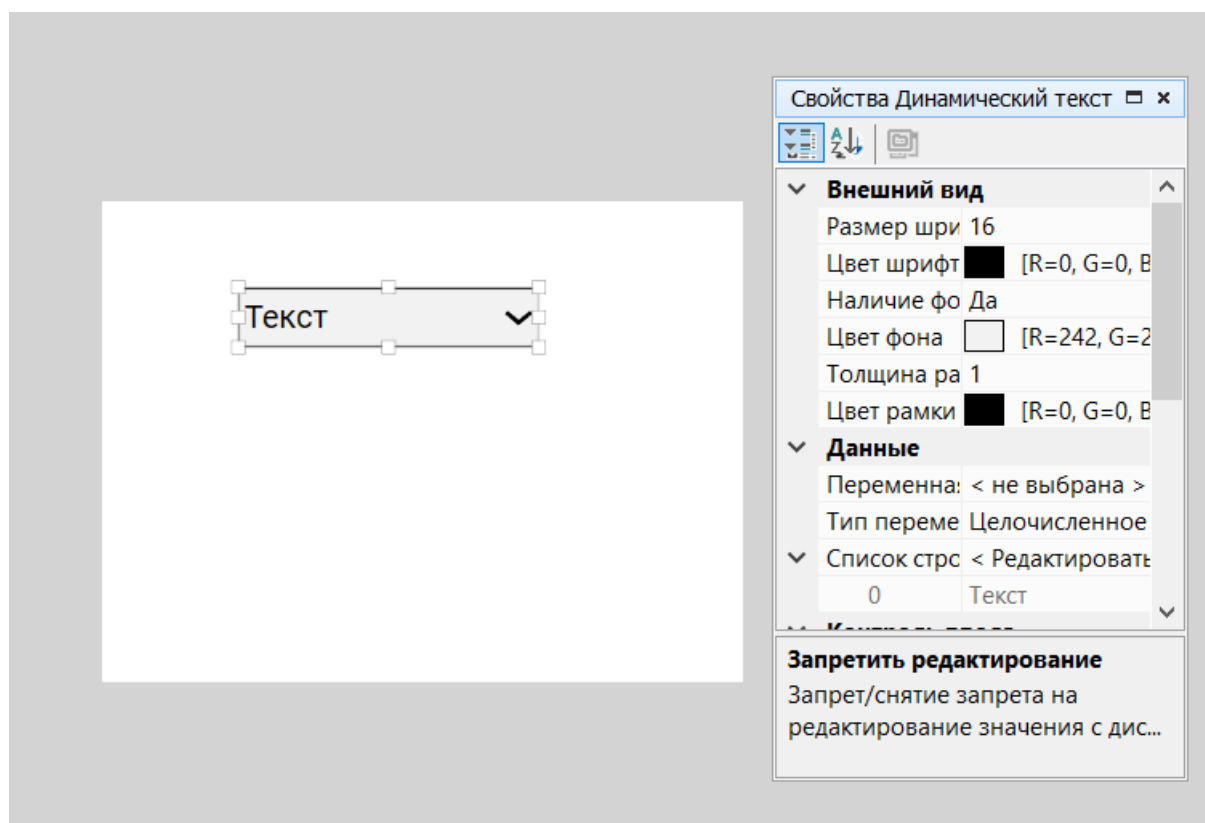 Свойства Динамический текст
Внешний вид
Размер шри 16
Цвет шрифт [R=0, G=0, B
Наличие фо Да
Текст
Цвет фона [R=242, G=2
Толщина ра 1
Цвет рамки [R=0, G=0, B
Данные
Переменна: < не выбрана >
Тип переме Целочисленное
Список стро < Редактировать
0 Текст
Контроль ввода
Запретить редактирование
Запрет/снятие запрета на
редактирование значения с дис...